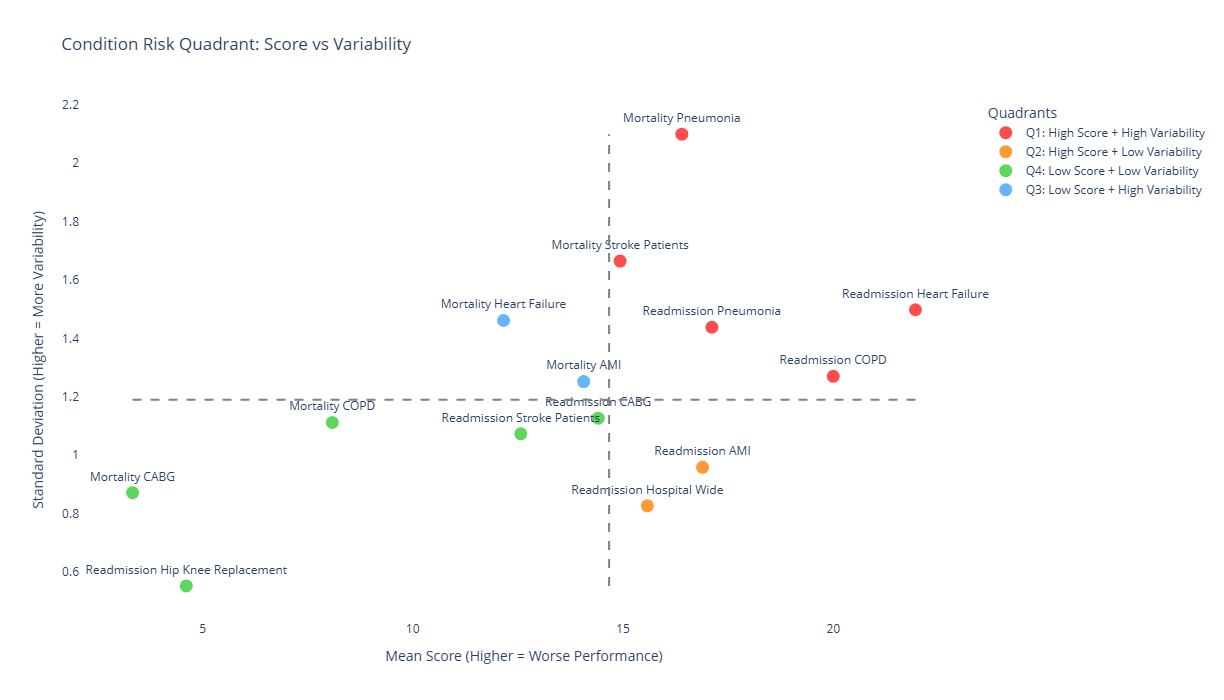 Condition Risk Quadrant: Score vs Variability
Quadrants
Q1: High Score + High Variability
Q2: High Score + Low Variability
Q4: Low Score + Low Variability
Q3: Low Score + High Variability
Standard Deviation (Higher = More Variability)
2.2
2
1.8
1.6
1.4
1.2
1
0.8
0.6
Mortality Pneumonia
Mortality Stroke Patients
Readmission Heart Failure
Mortality Heart Failure
Readmission Pneumonia
Readmission COPD
Mortality AMI
Readmission CABG
Mortality COPD
Readmission Stroke Patients
Readmission AMI
Mortality CABG
Readmission Hospital Wide
Readmission Hip Knee Replacement
5
10
15
20
Mean Score (Higher = Worse Performance)